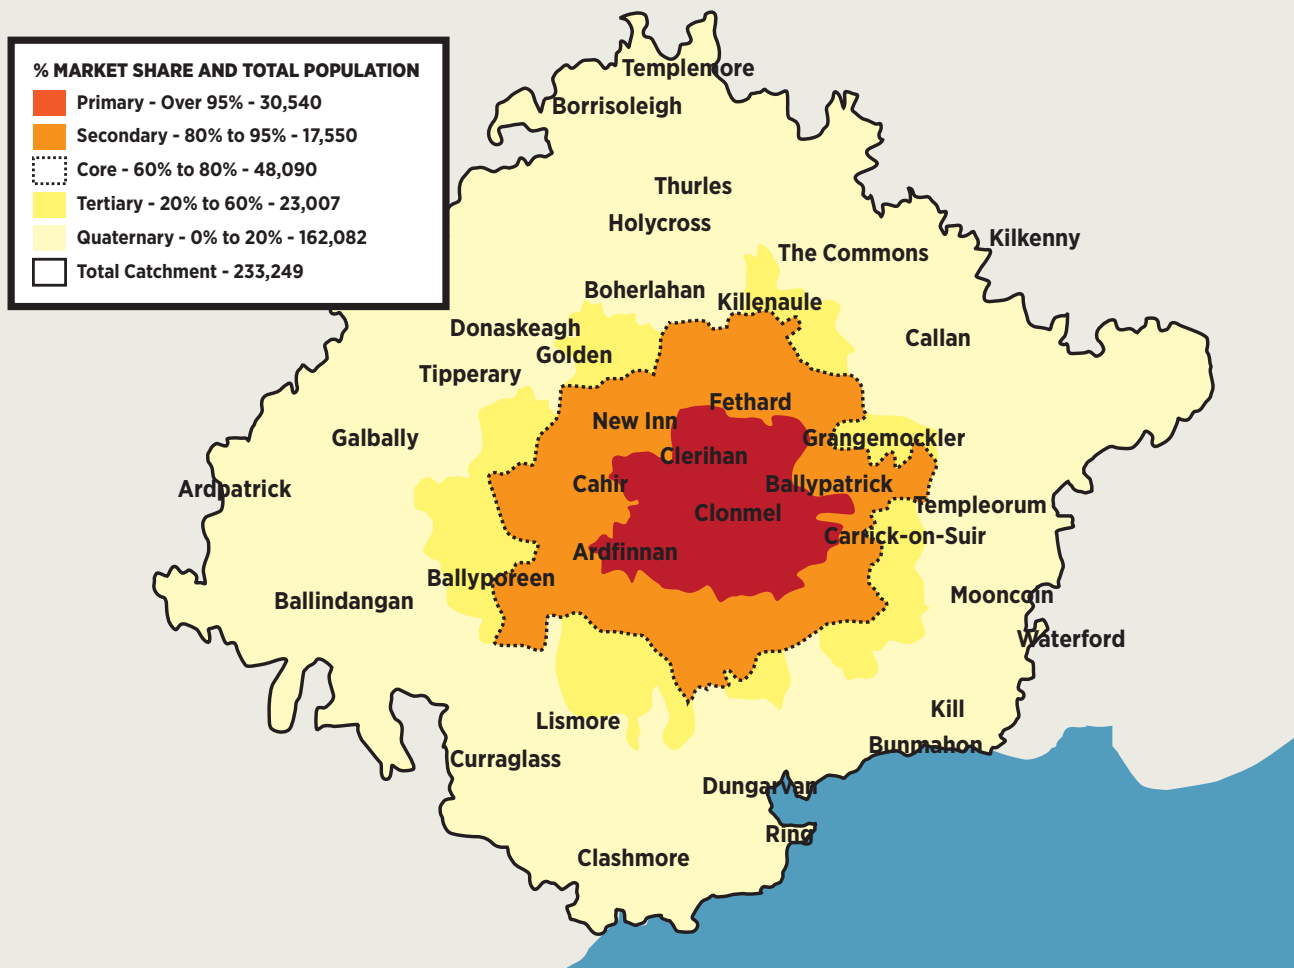 % MARKET SHARE AND TOTAL POPULATION
Primary - Over 95% - 30,540
Secondary - 80% to 95% - 17,550
Core - 60% to 80% - 48,090
Tertiary - 20% to 60% - 23,007
Quaternary - 0% to 20% - 162,082
Total Catchment - 233,249
Templemore
Borrisoleigh
Thurles
Holycross
Kilkenny
The Commons
Boherlahan
Killenaule
Donaskeagh
Callan
Golden
Tipperary
Fethard
New Inn
Galbally
Grangemockler
Clerihan
Cahir
Ballypatrick
Ardpatrick
Templeorum
Clonmel
Carrick-on-Suir
Ardfinnan
Ballyporeen
Mooncoin
Ballindangan
Waterford
Kill
Lismore
Bunmahon
Curraglass
Dungarvan
Ring
Clashmore